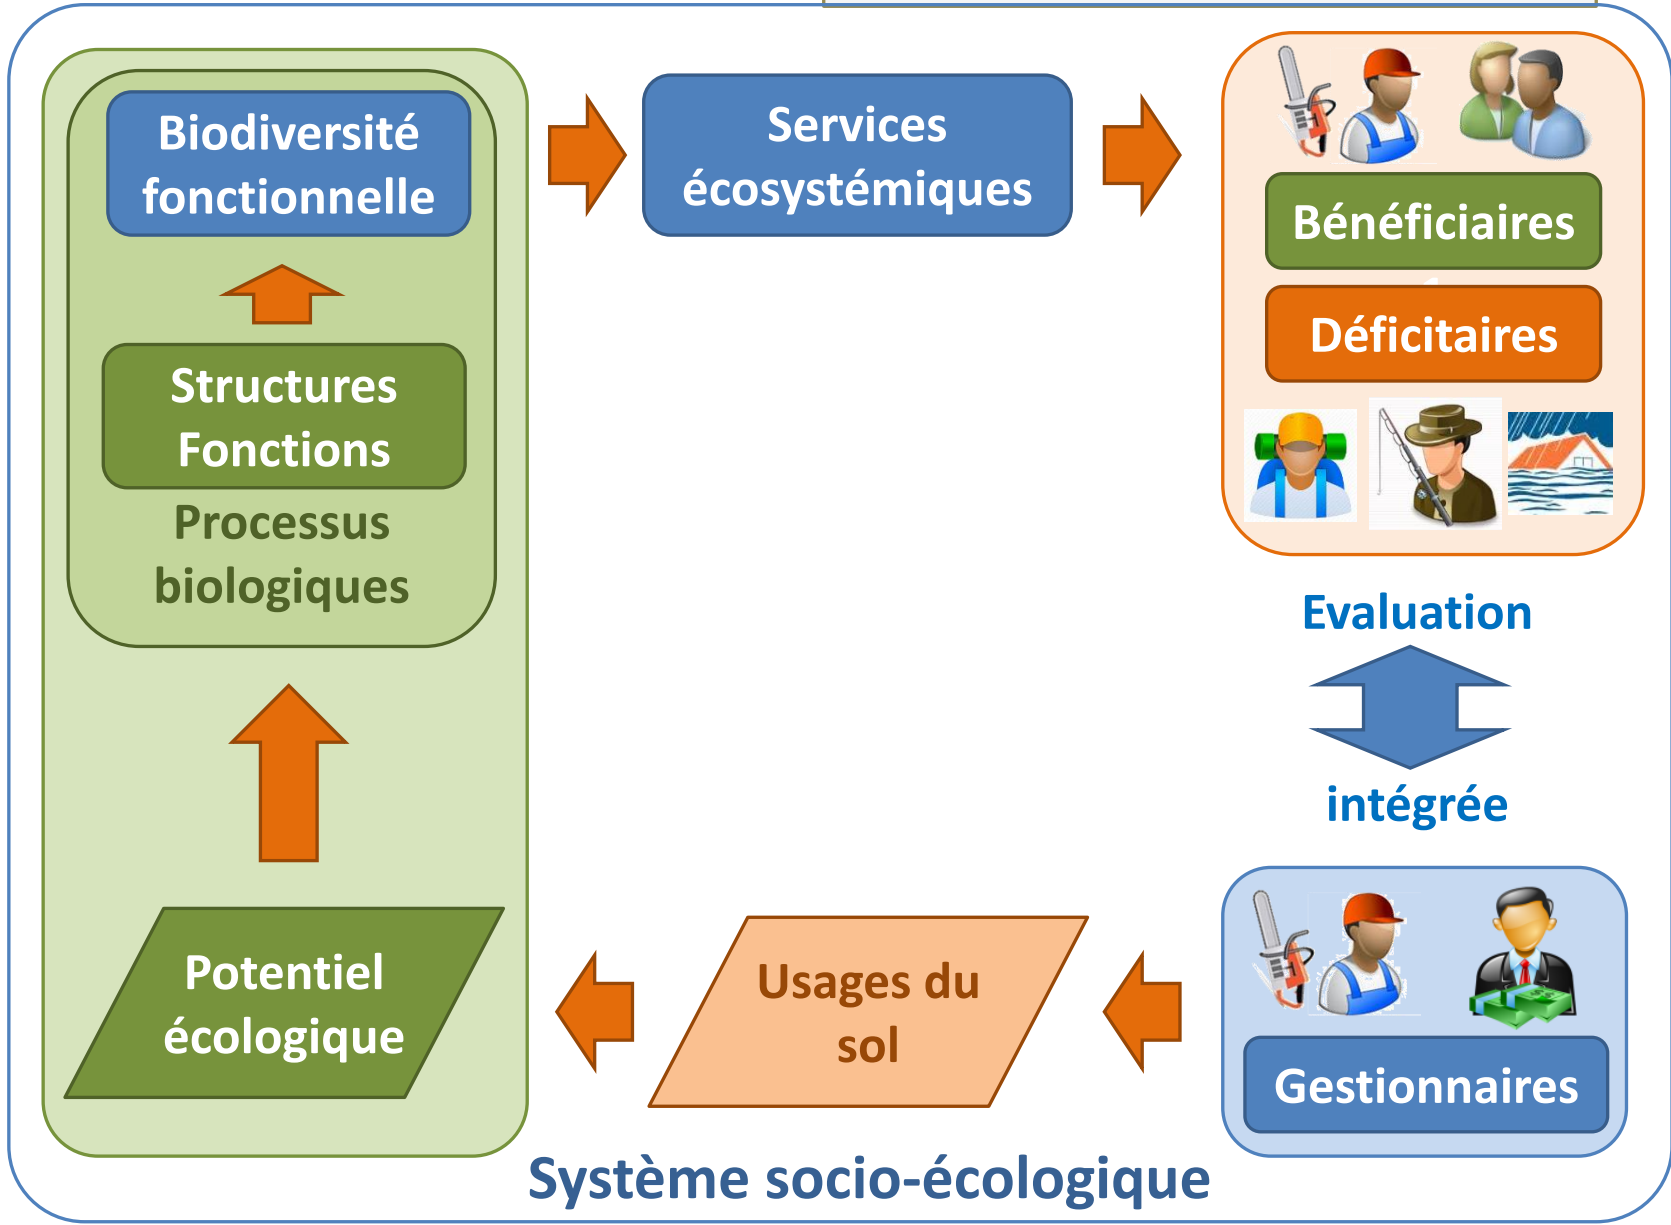 Biodiversité
fonctionnelle
Structures
Fonctions
Processus
biologiques
Potentiel
écologique
Services
écosystémiques
Bénéficiaires
Déficitaires
Evaluation
intégrée
Gestionnaires
Usages du
sol
Système socio-écologique